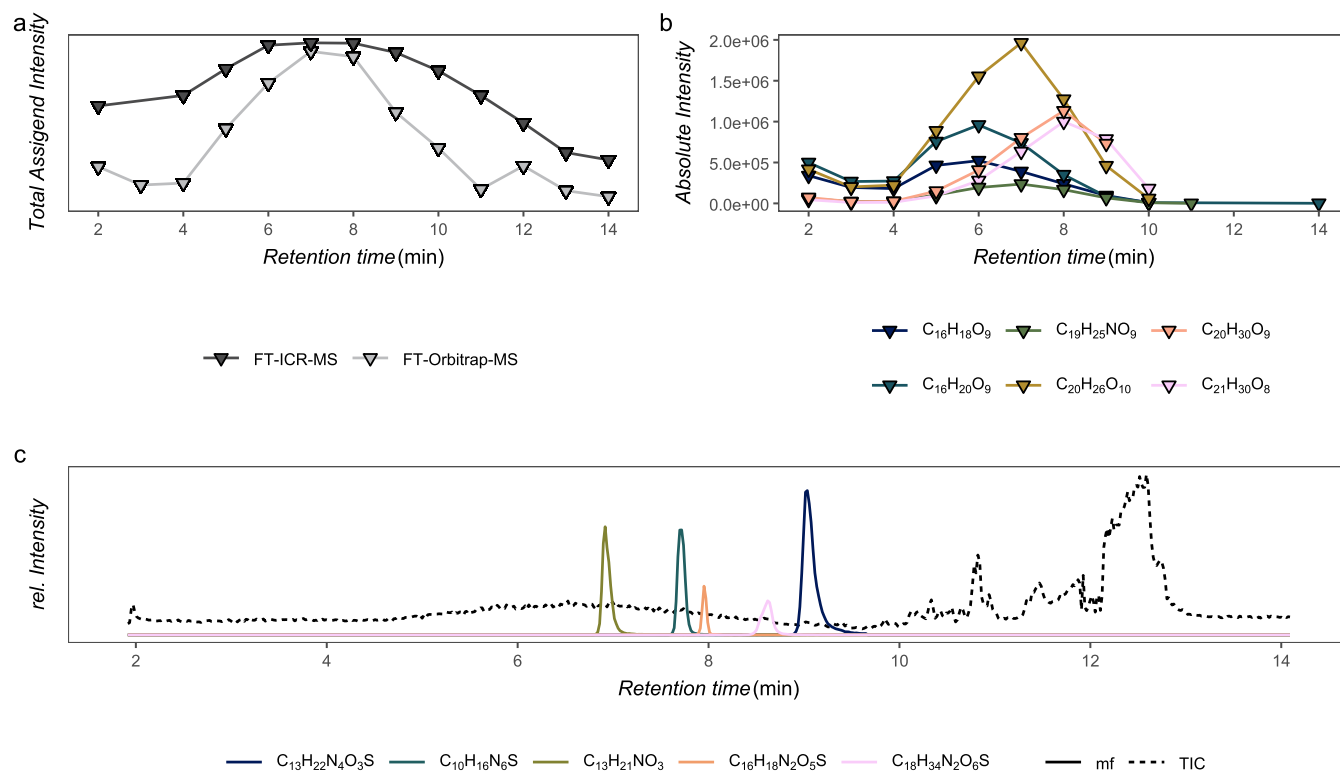 a
Total Assigend Intensity
2 4 6 8 10 12 14
Retention time (min)
FT-ICR-MS FT-Orbitrap-MS
b
Absolute Intensity
2.0e+06
1.5e+06
1.0e+06
5.0e+05
0.0e+00
2 4 6 8 10 12 14
Retention time (min)
C₁₆H₁₈O₉ C₁₉H₂₅NO₉ C₂₀H₃₀O₉
C₁₆H₂₀O₉ C₂₀H₂₆O₁₀ C₂₁H₃₀O₈
c
rel. Intensity
2 4 6 8 10 12 14
Retention time (min)
C₁₃H₂₂N₄O₃S C₁₀H₁₆N₆S C₁₃H₂₁NO₃ C₁₆H₁₈N₂O₅S C₁₈H₃₄N₂O₆S mf TIC